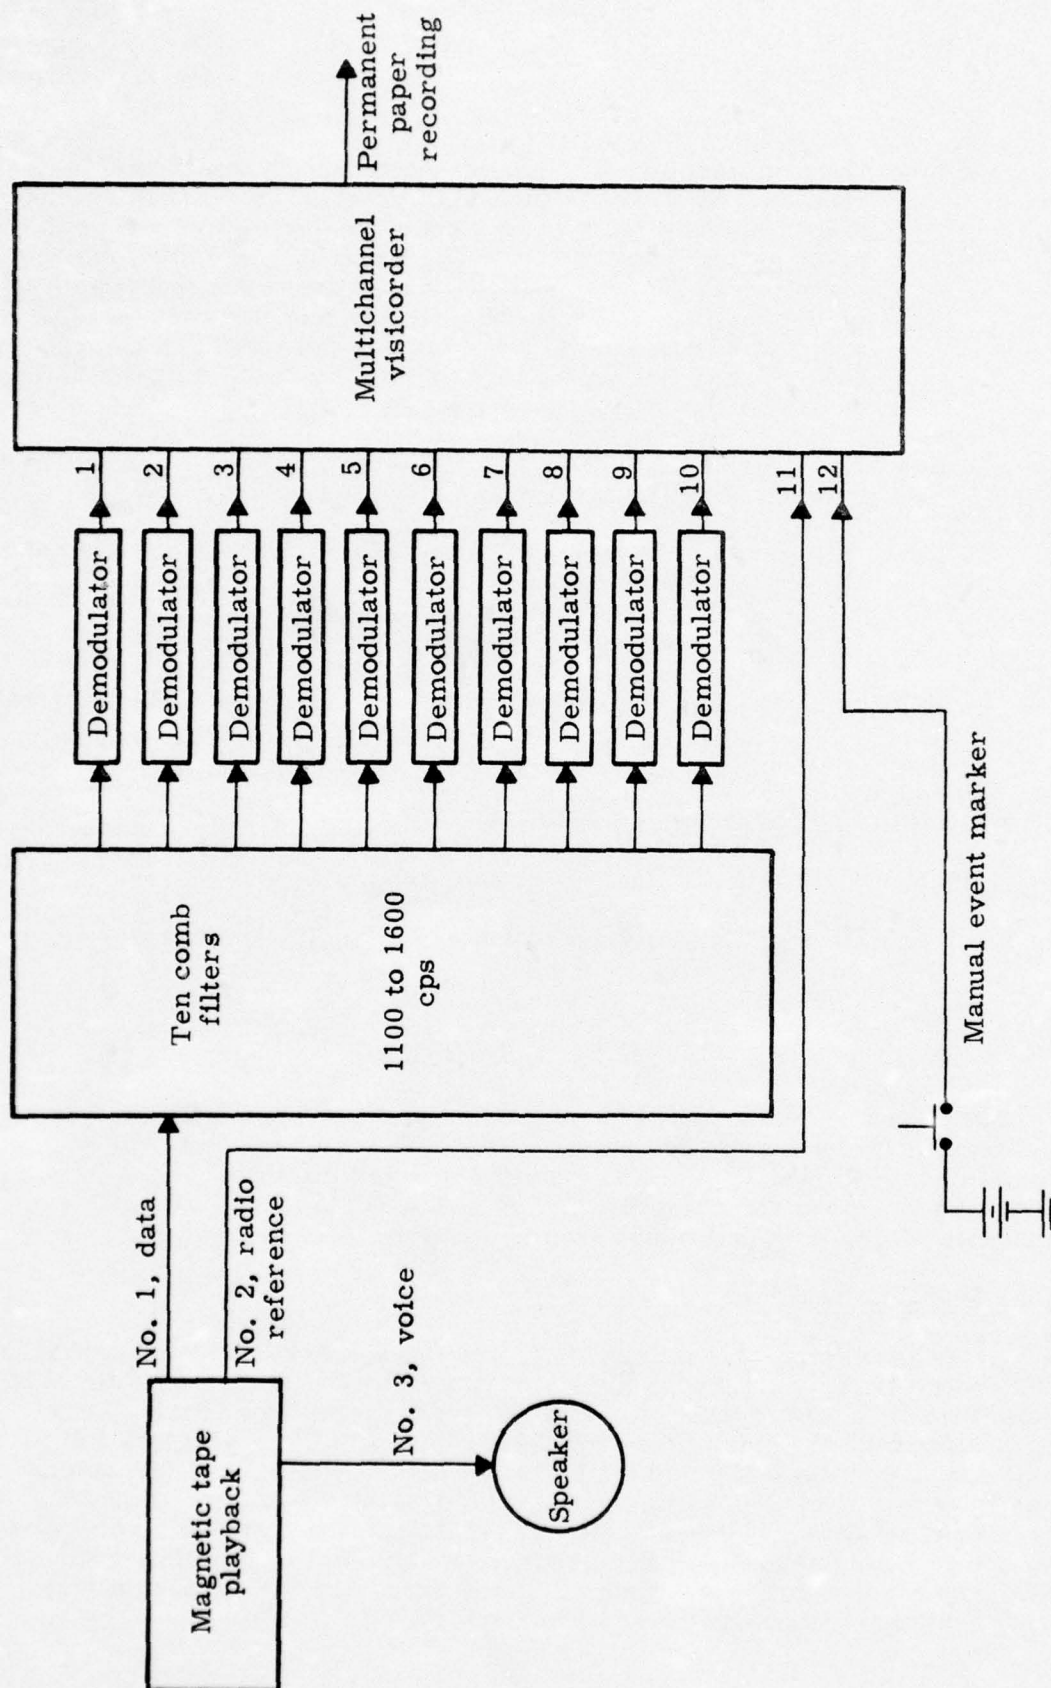 Magnetic tape
playback
No. 1, data
No. 2, radio
reference
No. 3, voice
Speaker
Ten comb
filters
1100 to 1600
cps
Demodulator
Demodulator
Demodulator
Demodulator
Demodulator
Demodulator
Demodulator
Demodulator
Demodulator
Demodulator
1
2
3
4
5
6
7
8
9
10
11
12
Multichannel
visicorder
Permanent
paper
recording
Manual event marker